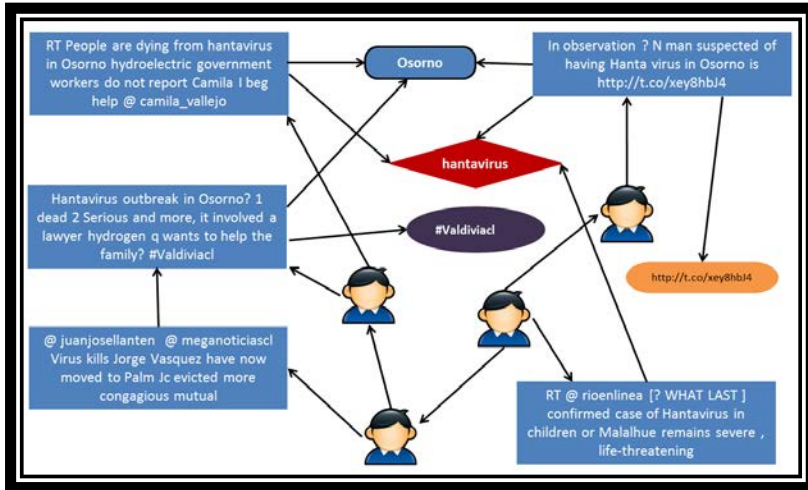 RT People are dying from hantavirus
in Osorno hydroelectric government
workers do not report Camila I beg
help @ camila_vallejo
Osorno
In observation ? N man suspected of
having Hanta virus in Osorno is
http://t.co/xey8hbJ4
hantavirus
Hantavirus outbreak in Osorno? 1
dead 2 Serious and more, it involved a
lawyer hydrogen q wants to help the
family? #Valdiviacl
#Valdiviacl
http://t.co/xey8hbJ4
@ juanjosellanten @ meganoticiascl
Virus kills Jorge Vasquez have now
moved to Palm Jc evicted more
congagious mutual
RT @ rioenlinea [? WHAT LAST ]
confirmed case of Hantavirus in
children or Malalhue remains severe ,
life-threatening